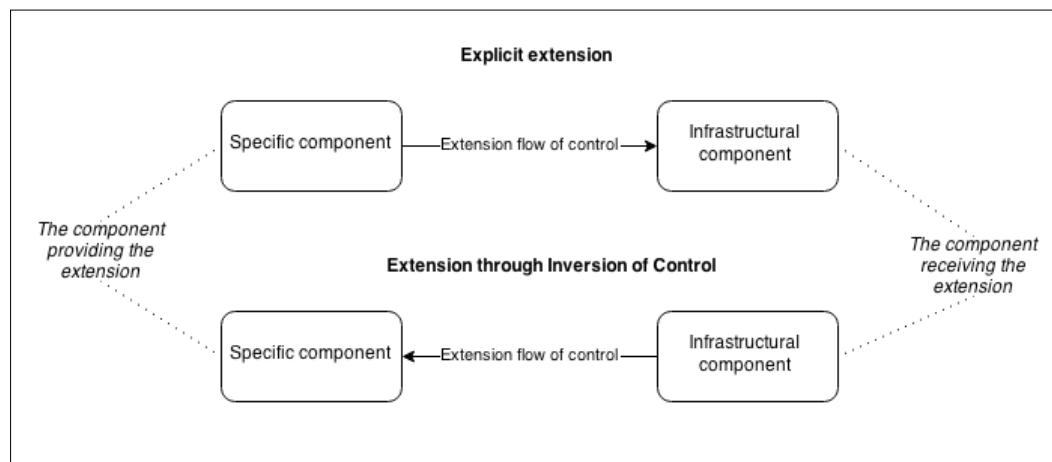 Explicit extension
Specific component
Extension flow of control
Infrastructural
component
The component
providing the
extension
The component
receiving the
extension
Extension through Inversion of Control
Specific component
Extension flow of control
Infrastructural
component